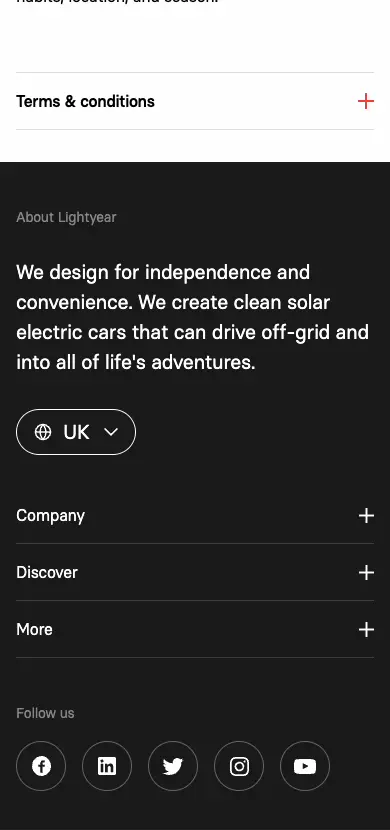 habits, location, and season.
Terms & conditions
About Lightyear
We design for independence and
convenience. We create clean solar
electric cars that can drive off-grid and
into all of life's adventures.
UK
Company
Discover
More
Follow us